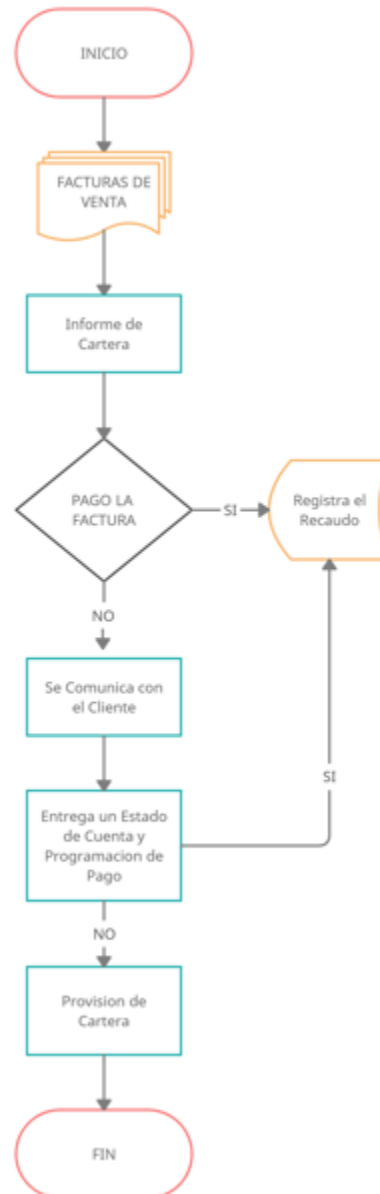 INICIO
FACTURAS DE
VENTA
Informe de
Cartera
PAGO LA
FACTURA
SI
Registra el
Recaudo
NO
Se Comunica con
el Cliente
SI
Entrega un Estado
de Cuenta y
Programacion de
Pago
NO
Provision de
Cartera
FIN